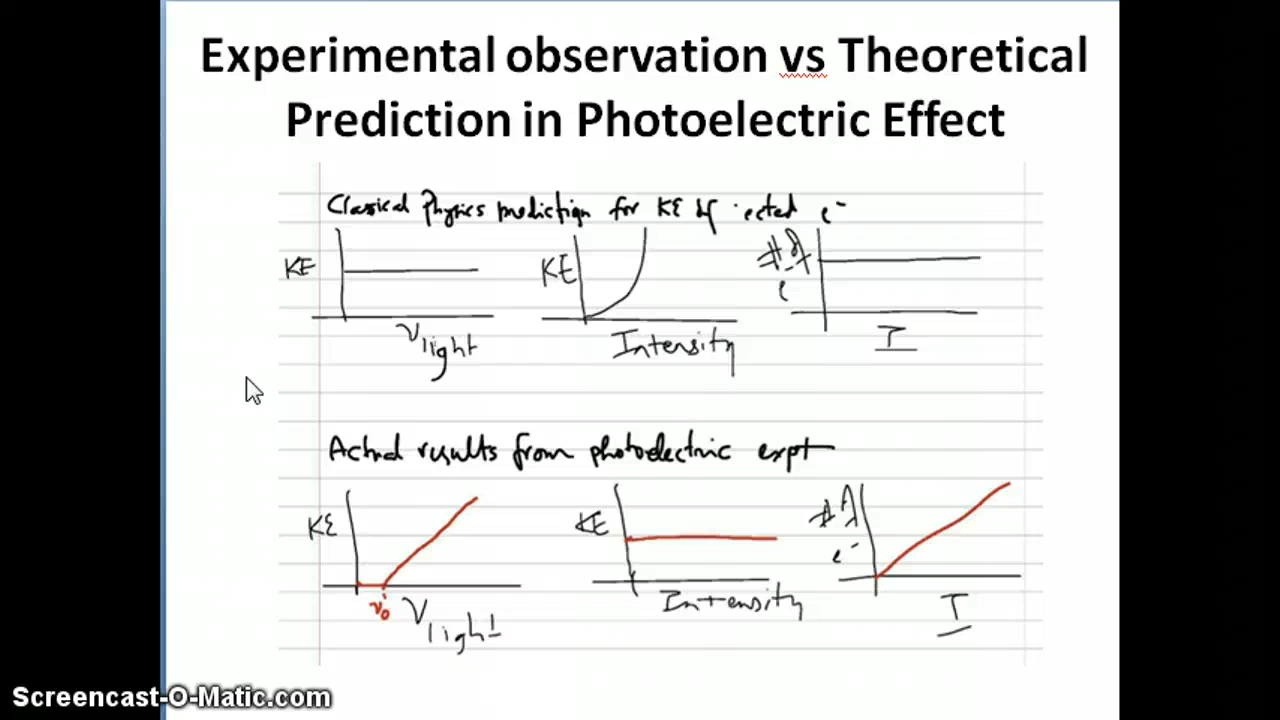 Experimental observation vs Theoretical
Prediction in Photoelectric Effect
Classical Physics prediction for KE of jected e-
KE
ν light
KE
Intensity
# of
e
I
Actual results from photoelectric expt
KE
ν0
ν light
KE
Intensity
# of
e-
I
Screencast-O-Matic.com